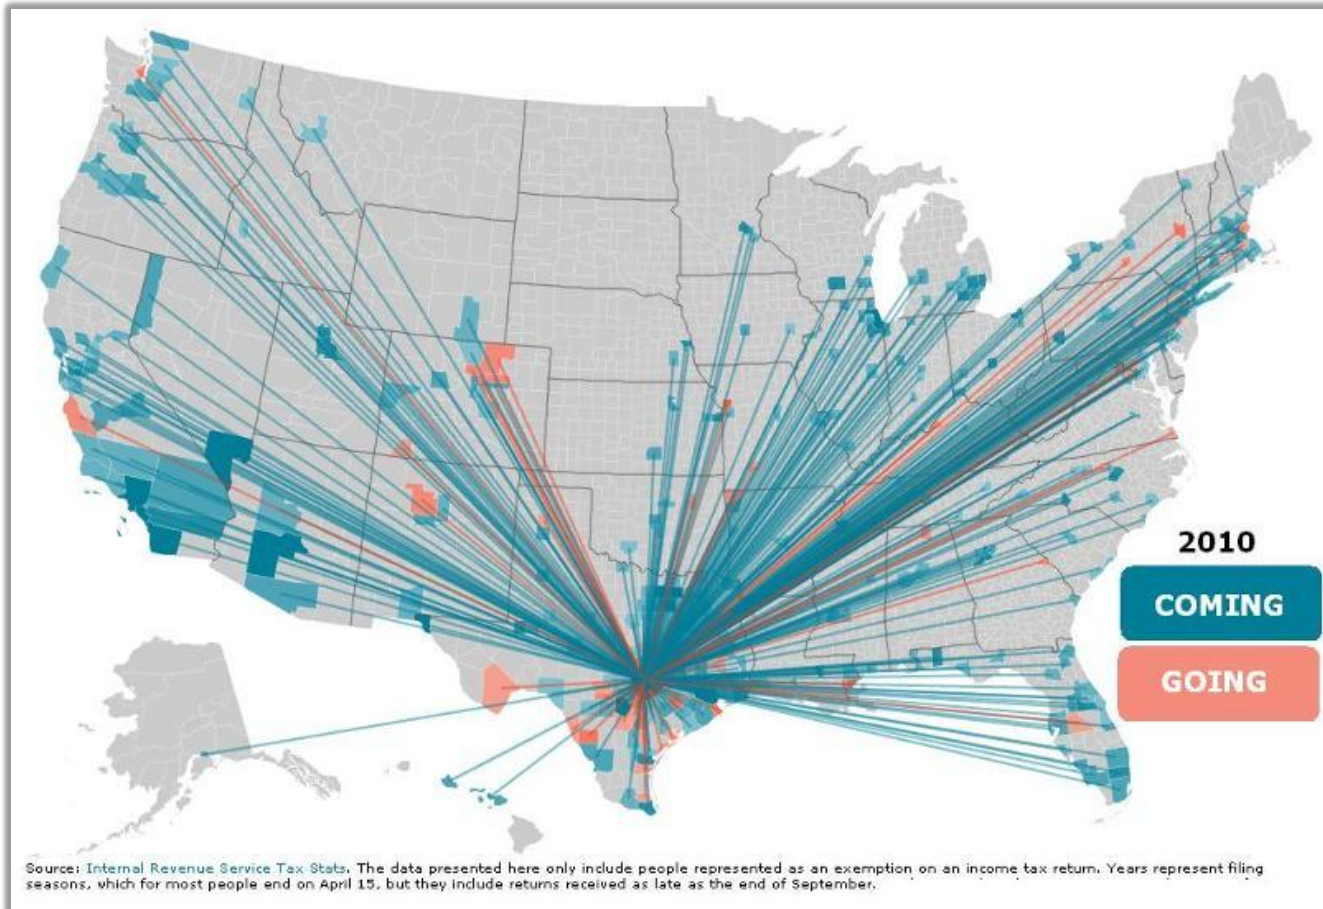 2010
COMING
GOING
Source: Internal Revenue Service Tax Stats. The data presented here only include people represented as an exemption on an income tax return. Years represent filing
seasons, which for most people end on April 15, but they include returns received as late as the end of September.